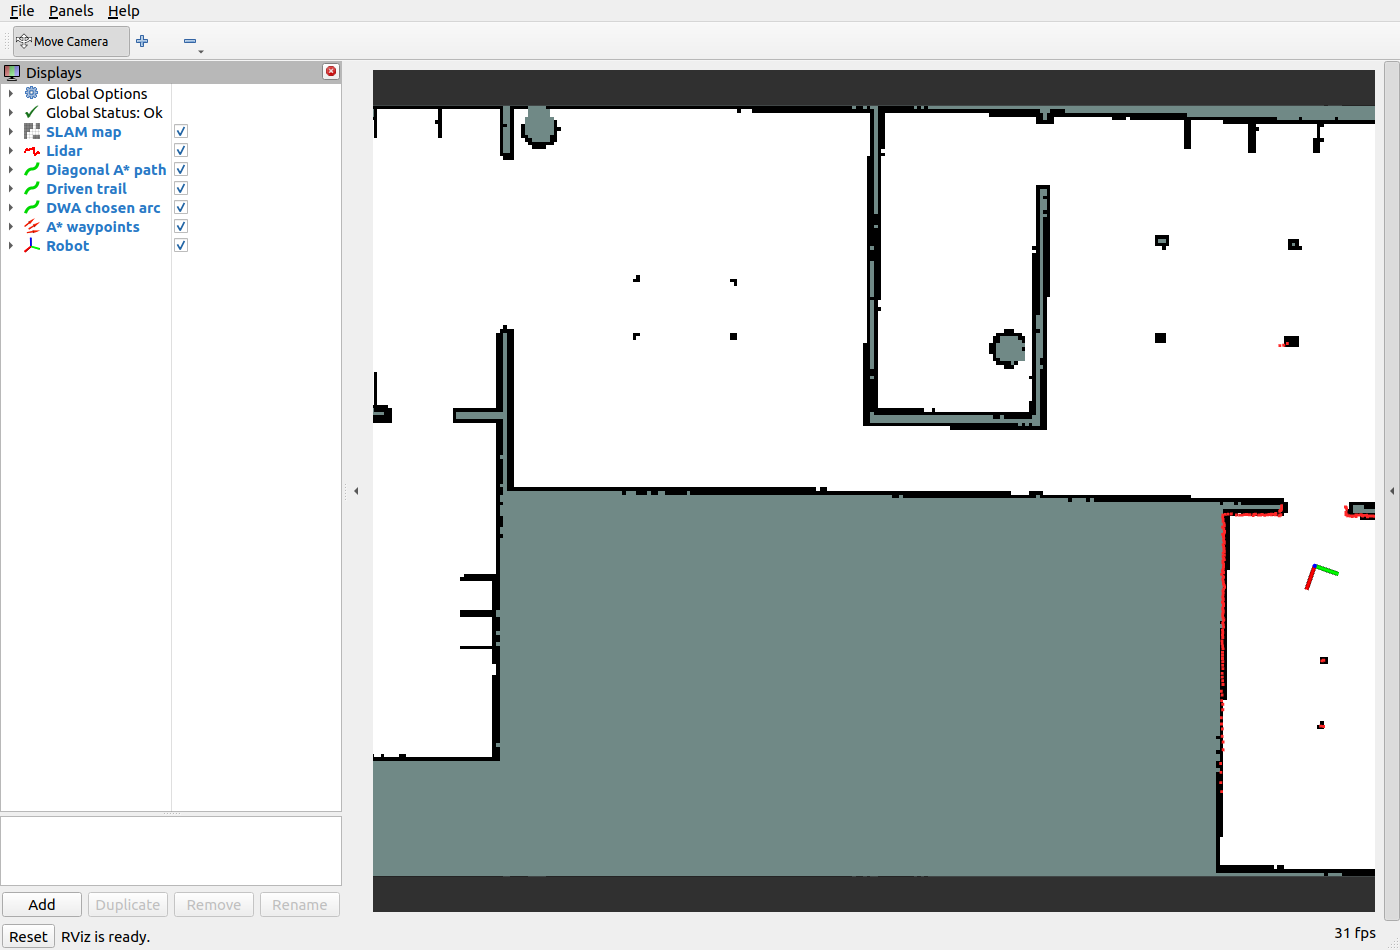 File Panels Help
Move Camera
Displays
Global Options
Global Status: Ok
SLAM map
Lidar
Diagonal A* path
Driven trail
DWA chosen arc
A* waypoints
Robot
Add Duplicate Remove Rename
Reset RViz is ready. 31 fps